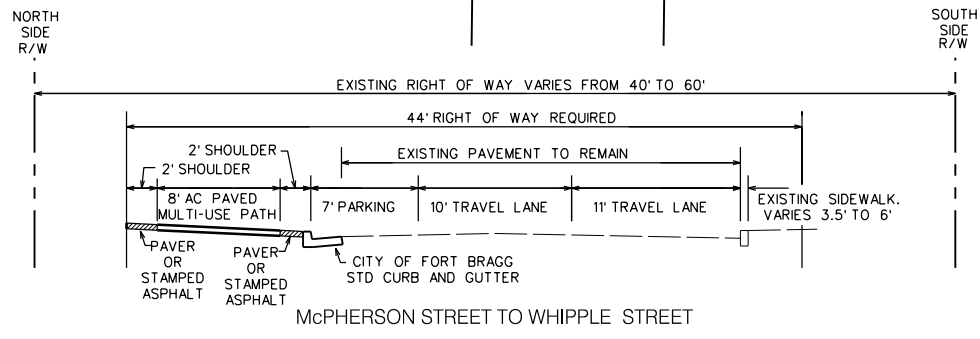 NORTH
SIDE
R/W
SOUTH
SIDE
R/W
EXISTING RIGHT OF WAY VARIES FROM 40' TO 60'
44' RIGHT OF WAY REQUIRED
2' SHOULDER
2' SHOULDER
EXISTING PAVEMENT TO REMAIN
8' AC PAVED
MULTI-USE PATH
7' PARKING
10' TRAVEL LANE
11' TRAVEL LANE
EXISTING SIDEWALK.
VARIES 3.5' TO 6'
PAVER
OR
STAMPED
ASPHALT
PAVER
OR
STAMPED
ASPHALT
CITY OF FORT BRAGG
STD CURB AND GUTTER
McPHERSON STREET TO WHIPPLE STREET